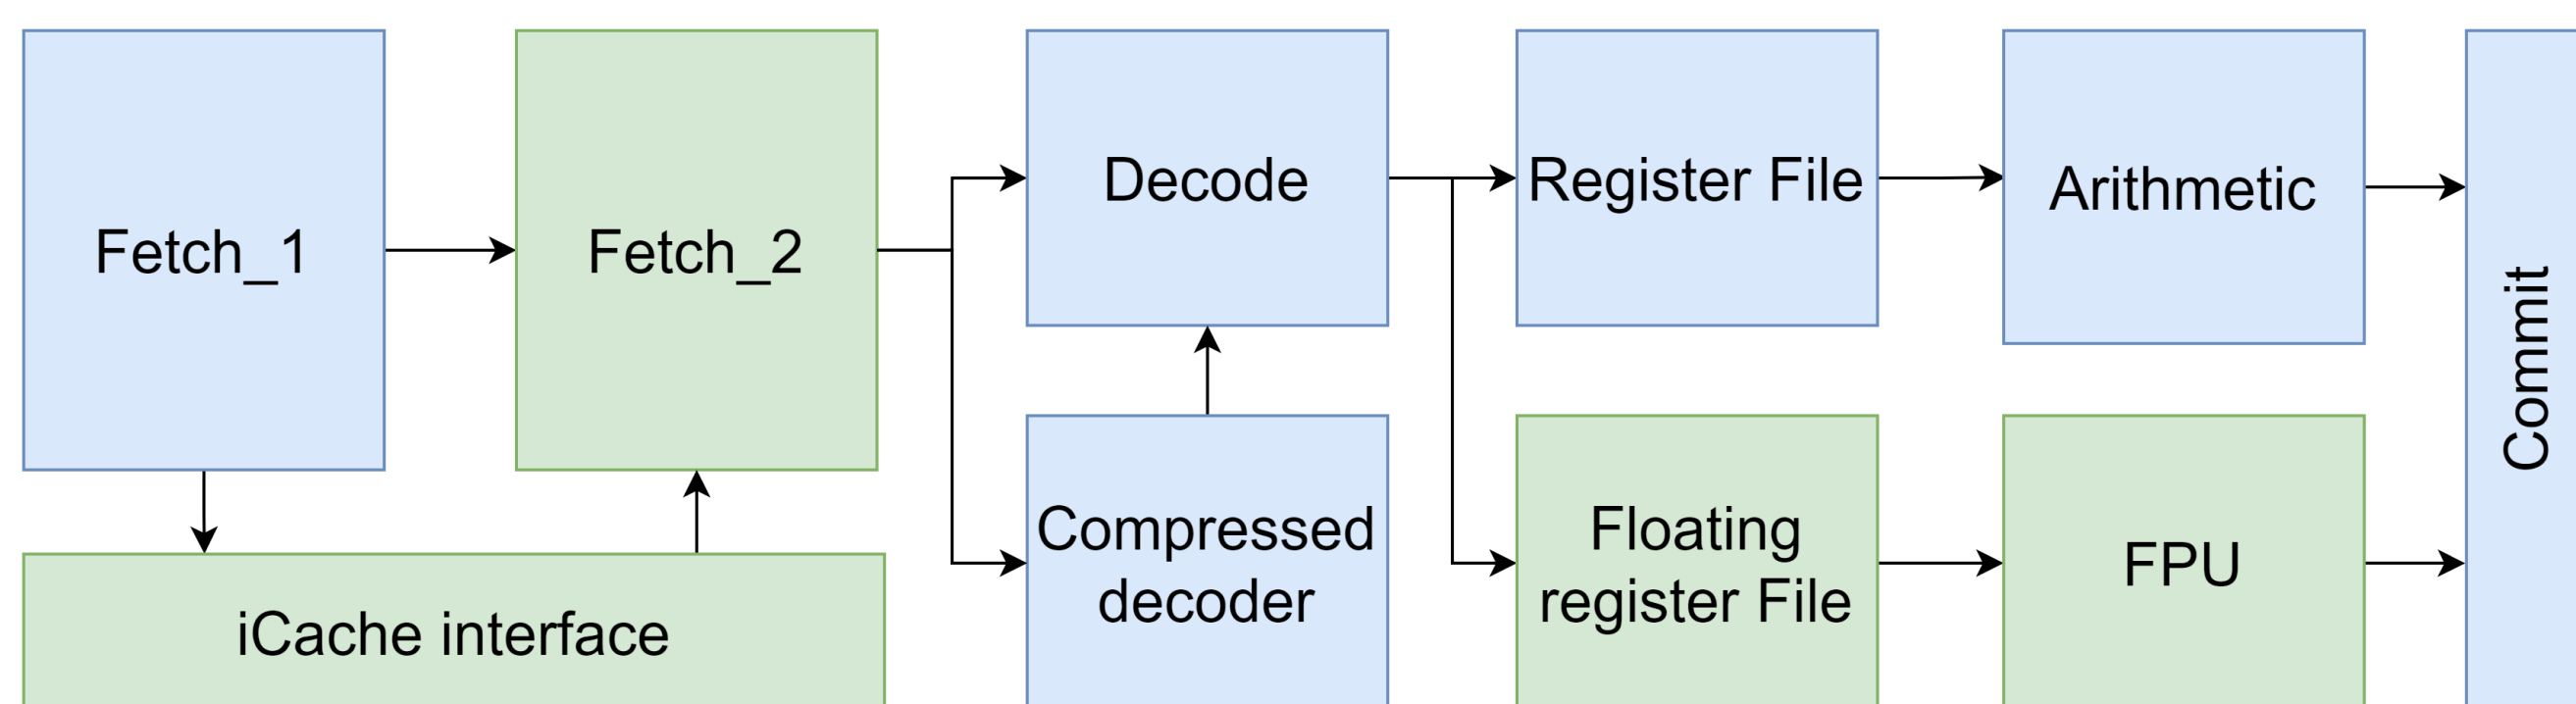 Fetch_1
Fetch_2
Decode
Register File
Arithmetic
Commit
iCache interface
Compressed
decoder
Floating
register File
FPU